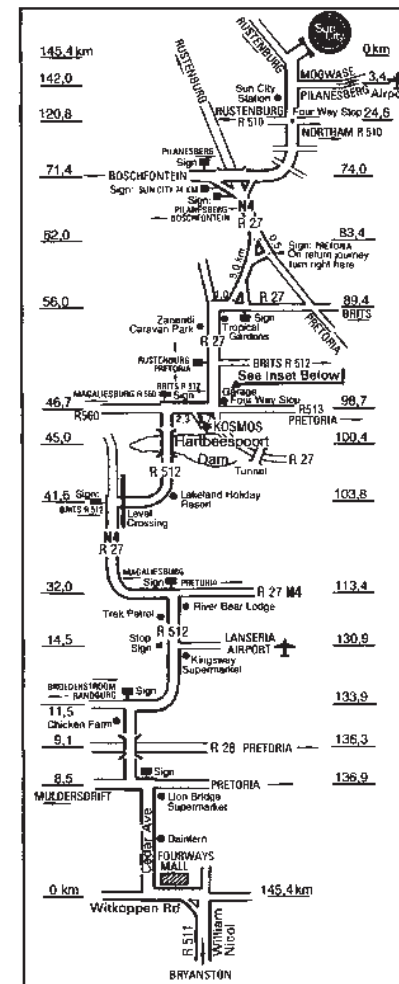 RUSTENBURG
Sun City
145,4 km
0 km
RUSTENBURG
142,0
MOGWASE
3,4
Sun City Station
PILANESBERG Airport
120,8
RUSTENBURG
R 510
Four Way Stop
24,6
NORTHAM R 510
PILANESBERG
Sign
71,4
BOSCHFONTEIN
74,0
Sign: SUN CITY 74 KM
Sign:
PILANESBERG
BOSCHFONTEIN
N4
R 27
62,0
83,4
0,5
Sign: PRETORIA
On return journey
turn right here
9,0 km
56,0
R 27
89,4
BRITS
Sign
PRETORIA
Zanandi
Caravan Park
Tropical
Gardens
R 27
RUSTENBURG
PRETORIA
BRITS R 512
See Inset Below!
BRITS R 512
Garage
MAGALIESBURG R 560
Sign
Four Way Stop
46,7
R560
R513
PRETORIA
98,7
2,3
KOSMOS
45,0
Hartbeespoort
Dam
100,4
R 27
Tunnel
R 512
41,6
Sign:
BRITS R 512
Lakeland Holiday
Resort
103,8
Level
Crossing
N4
R 27
MAGALIESBURG
32,0
Sign
PRETORIA
R 27 N4
113,4
River Bear Lodge
Trek Petrol
R 512
14,5
Stop
Sign
LANSERIA
AIRPORT
130,9
Kingsway
Supermarket
BROEDERSTROOM
RANDBURG
Sign
133,9
11,5
Chicken Farm
9,1
R 28 PRETORIA
136,3
Sign
8,5
PRETORIA
136,9
MULDERSDRIFT
Lion Bridge
Supermarket
Cedar Ave
Dainfern
FOURWAYS
MALL
0 km
145,4 km
Witkoppen Rd
R 511
William
Nicol
BRYANSTON